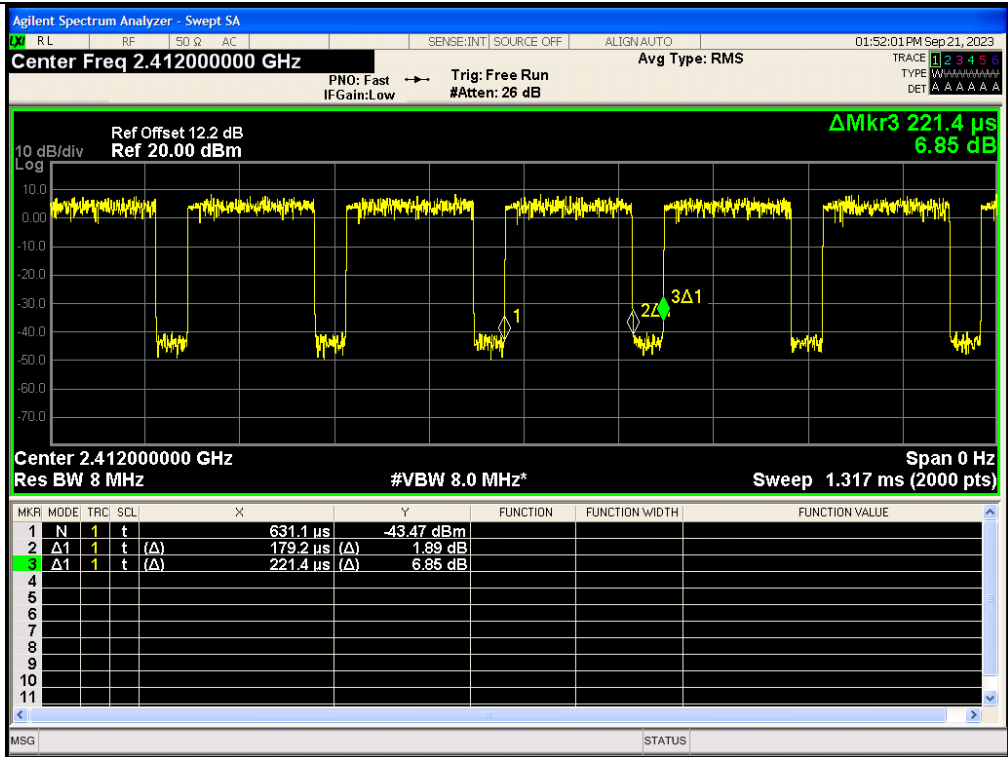 Agilent Spectrum Analyzer - Swept SA
LXI RL RF 50 Ω AC SENSE:INT SOURCE OFF ALIGN AUTO 01:52:01 PM Sep 21, 2023
Center Freq 2.412000000 GHz
PNO: Fast
IFGain:Low
Trig: Free Run
#Atten: 26 dB
Avg Type: RMS
TRACE 1 2 3 4 5 6
TYPE W
DET A A A A A A
Ref Offset 12.2 dB
10 dB/div Ref 20.00 dBm
Log
ΔMkr3 221.4 µs
6.85 dB
10.0
0.00
-10.0
-20.0
-30.0
-40.0
-50.0
-60.0
-70.0
1
3Δ1
Center 2.412000000 GHz Span 0 Hz
Res BW 8 MHz #VBW 8.0 MHz* Sweep 1.317 ms (2000 pts)
MKR MODE TRC SCL X Y FUNCTION FUNCTION WIDTH FUNCTION VALUE
1 N 1 t 631.1 µs -43.47 dBm
2 Δ1 1 t (Δ) 179.2 µs (Δ) 1.89 dB
3 Δ1 1 t (Δ) 221.4 µs (Δ) 6.85 dB
4
5
6
7
8
9
10
11
MSG STATUS